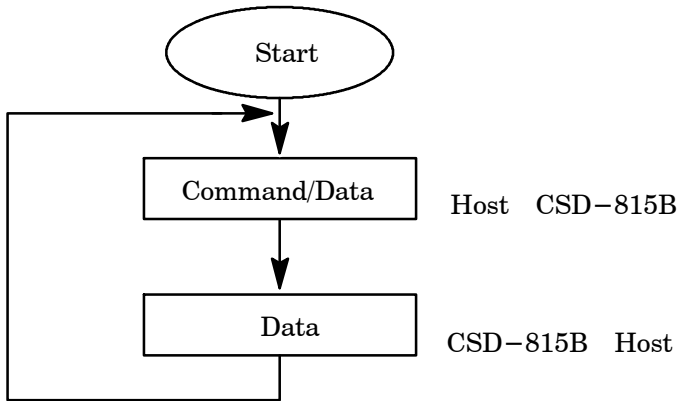 Start
Command/Data
Host CSD−815B
Data
CSD−815B Host